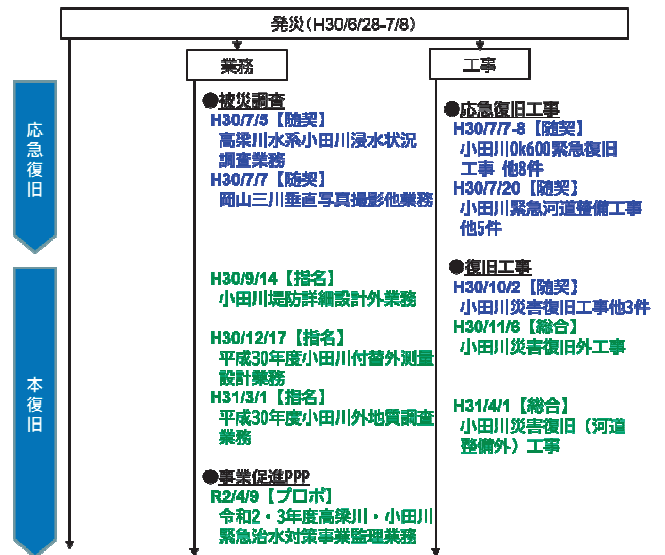 発災(H30/6/28-7/8)
業務
工事
応急復旧
本復旧
●被災調査
H30/7/5【随契】
高梁川水系小田川浸水状況
調査業務
H30/7/7【随契】
岡山三川垂直写真撮影他業務
H30/9/14【指名】
小田川堤防詳細設計外業務
H30/12/17【指名】
平成30年度小田川付替外測量
設計業務
H31/3/1【指名】
平成30年度小田川外地質調査
業務
●事業促進PPP
R2/4/9【プロポ】
令和2・3年度高梁川・小田川
緊急治水対策事業監理業務
●応急復旧工事
H30/7/7-8【随契】
小田川0k600緊急復旧
工事 他8件
H30/7/20【随契】
小田川緊急河道整備工事
他5件
●復旧工事
H30/10/2【随契】
小田川災害復旧工事他3件
H30/11/6【総合】
小田川災害復旧外工事
H31/4/1【総合】
小田川災害復旧（河道
整備外）工事